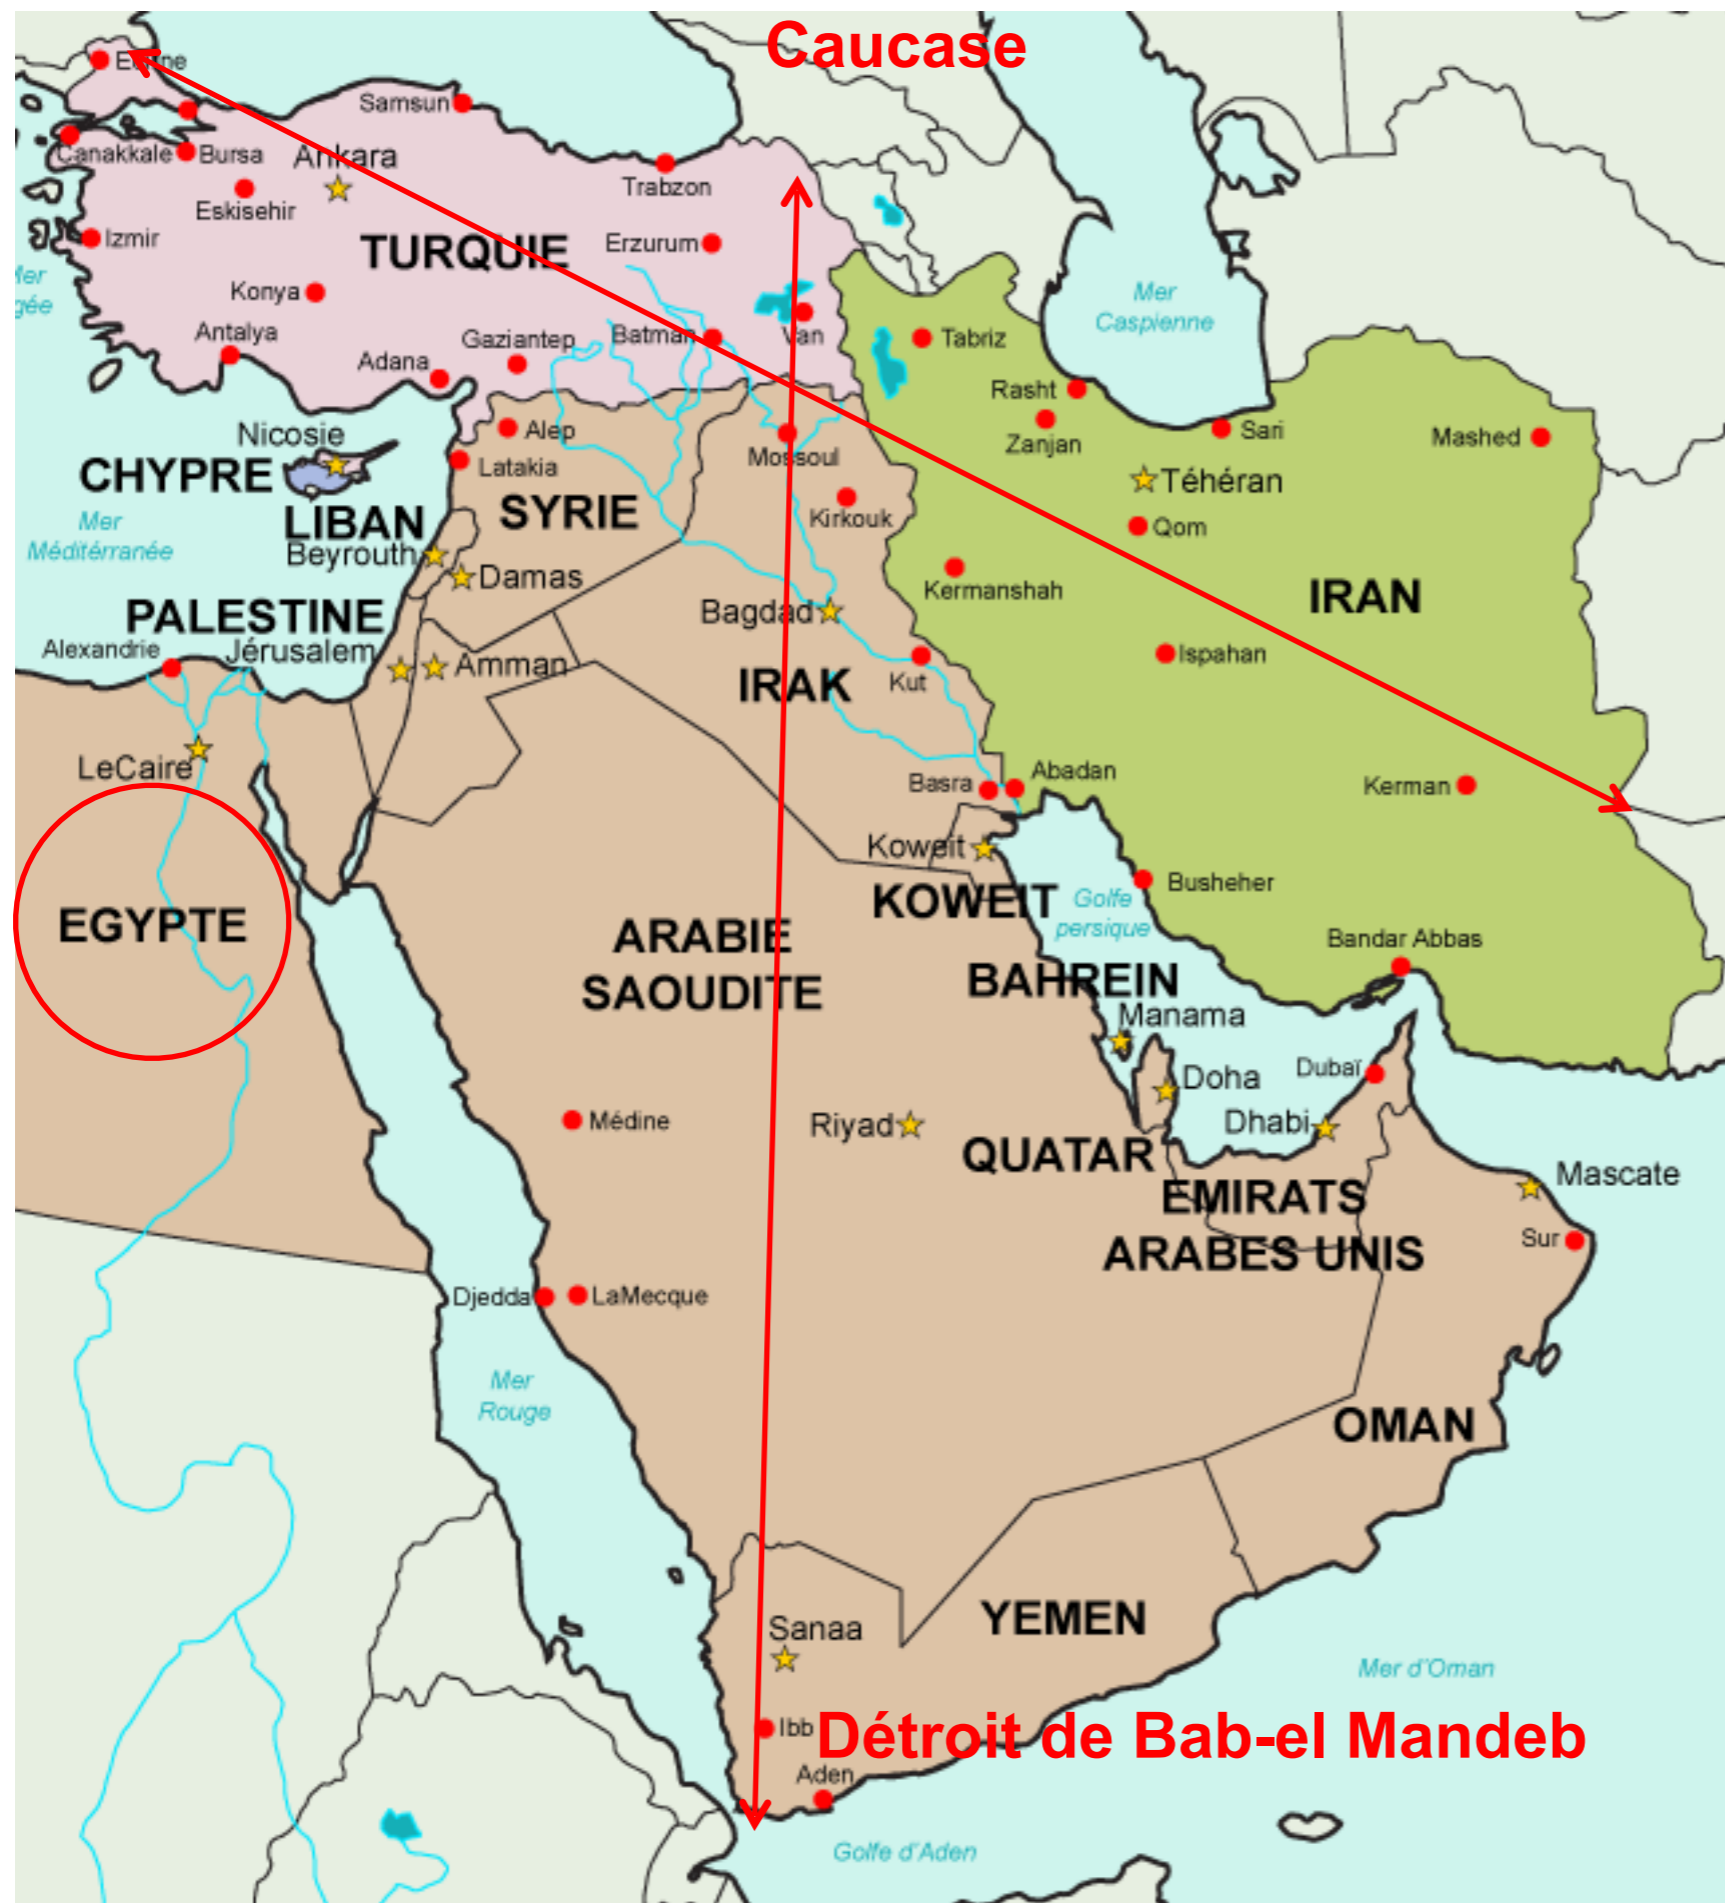 Caucase
Edirne
Samsun
Canakkale
Bursa
Ankara
Trabzon
Eskisehir
Izmir
TURQUIE
Erzurum
Mer
gée
Konya
Mer
Caspienne
Antalya
Gaziantep
Batman
Van
Tabriz
Adana
Rasht
Zanjan
Sari
Mashed
Nicosie
Alep
Mossoul
CHYPRE
Latakia
Téhéran
LIBAN
SYRIE
Kirkouk
Qom
Mer
Méditérranée
Beyrouth
Damas
Kermanshah
IRAN
PALESTINE
Bagdad
Alexandrie
Jérusalem
Amman
Ispahan
IRAK
Kut
LeCaire
Basra
Abadan
Kerman
Koweit
KOWEIT
Golfe
persique
Busheher
EGYPTE
ARABIE
SAOUDITE
Bandar Abbas
BAHREIN
Manama
Doha
Dubaï
Médine
Riyad
Dhabi
QUATAR
Mascate
EMIRATS
ARABES UNIS
Sur
Djedda
LaMecque
Mer
Rouge
OMAN
YEMEN
Sanaa
Mer d'Oman
Ibb
Détroit de Bab-el Mandeb
Aden
Golfe d'Aden